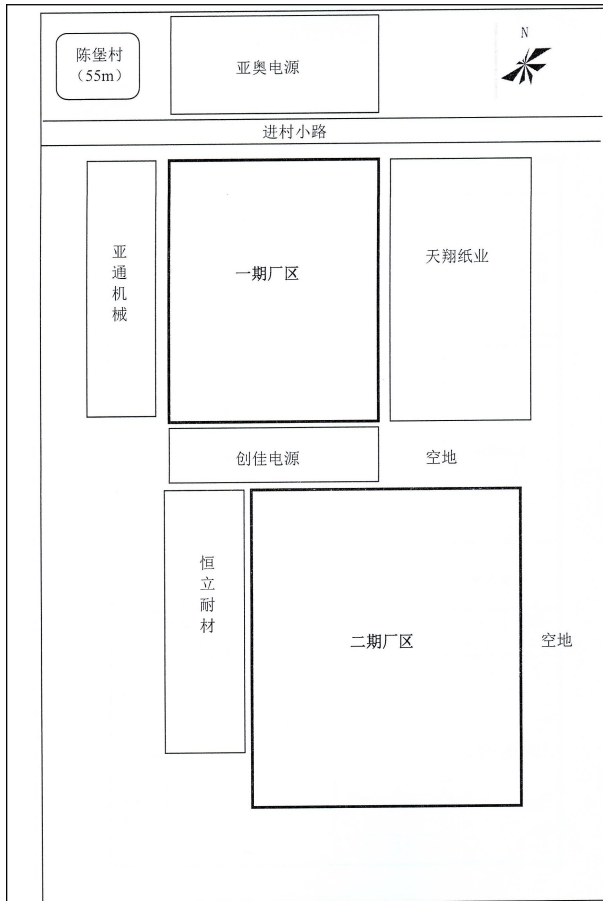 陈堡村
（55m）
亚奥电源
N
进村小路
亚通机械
一期厂区
天翔纸业
创佳电源
空地
恒立耐材
二期厂区
空地